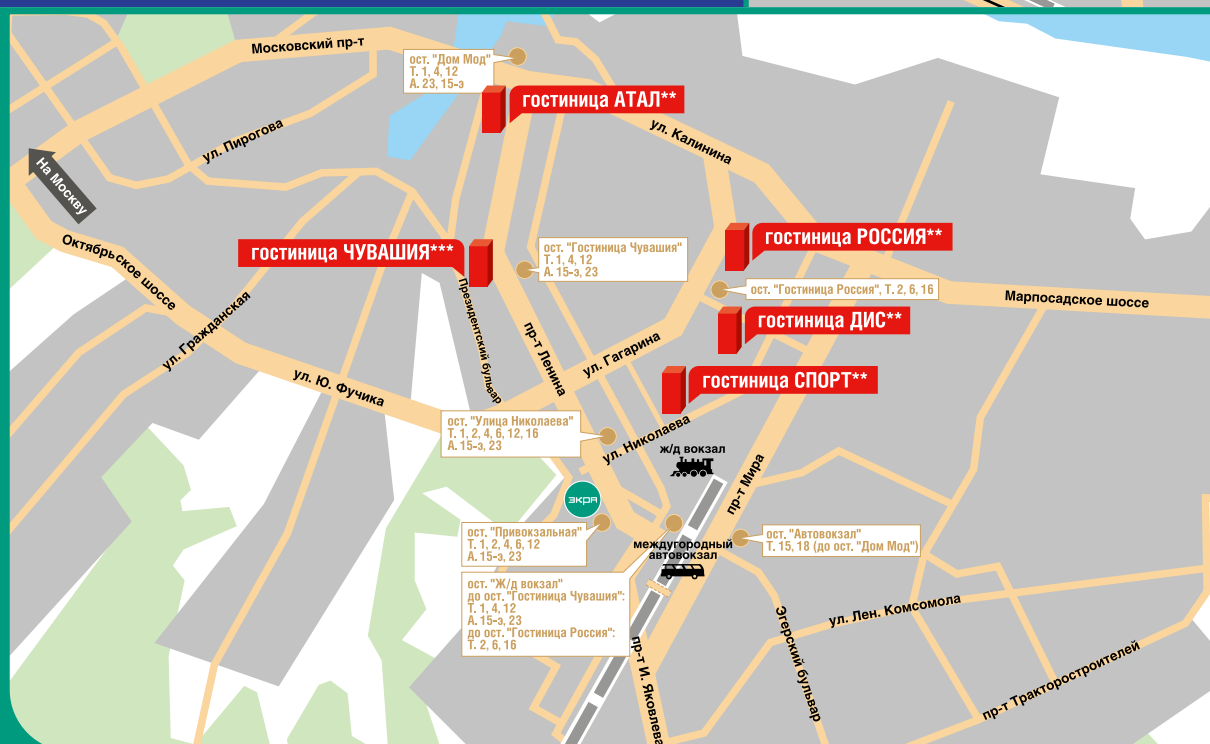 Московский пр-т
ост. "Дом Мод"
Т. 1, 4, 12
А. 23, 15-э
гостиница АТАЛ**
ул. Калинина
ул. Пирогова
На Москву
Октябрьское шоссе
гостиница ЧУВАШИЯ***
ост. "Гостиница Чувашия"
Т. 1, 4, 12
А. 15-э, 23
гостиница РОССИЯ**
ост. "Гостиница Россия", Т. 2, 6, 16
Марпосадское шоссе
гостиница ДИС**
ул. Гражданская
Президентский бульвар
пр-т Ленина
ул. Гагарина
гостиница СПОРТ**
ул. Ю. Фучика
ост. "Улица Николаева"
Т. 1, 2, 4, 6, 12, 16
А. 15-э, 23
ул. Николаева
ж/д вокзал
пр-т Мира
экра
ост. "Привокзальная"
Т. 1, 2, 4, 6, 12
А. 15-э, 23
междугородный
автовокзал
ост. "Автовокзал"
Т. 15, 18 (до ост. "Дом Мод")
ост. "Ж/д вокзал"
до ост. "Гостиница Чувашия":
Т. 1, 4, 12
А. 15-э, 23
до ост. "Гостиница Россия":
Т. 2, 6, 16
пр-т И. Яковлева
Эгерский бульвар
ул. Лен. Комсомола
пр-т Тракторостроителей